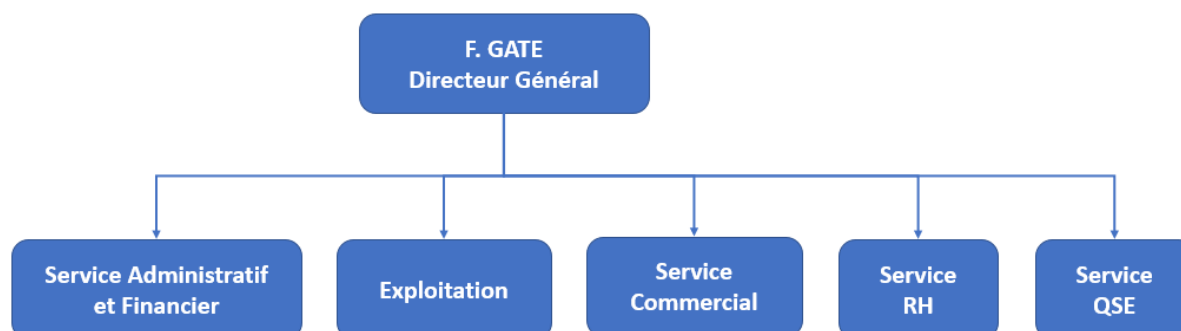 F. GATE
Directeur Général
Service Administratif
et Financier
Exploitation
Service
Commercial
Service
RH
Service
QSE